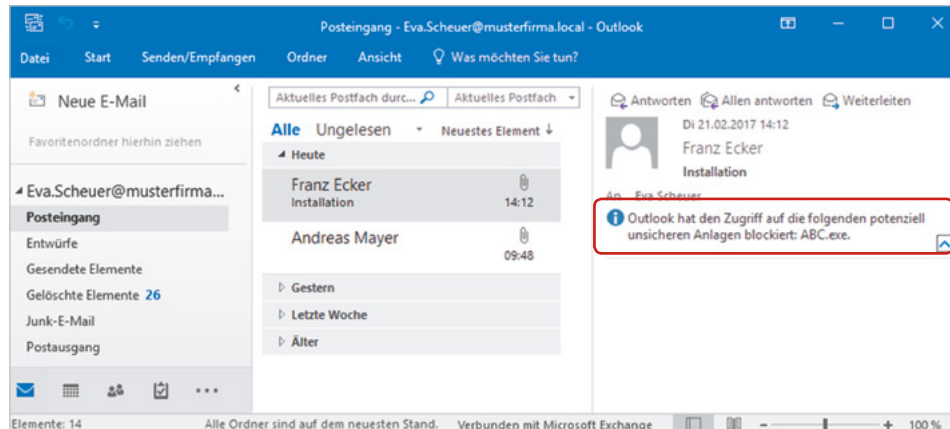 Posteingang - Eva.Scheuer@musterfirma.local - Outlook
Datei Start Senden/Empfangen Ordner Ansicht Was möchten Sie tun?
Neue E-Mail
Favoritenordner hierhin ziehen
Eva.Scheuer@musterfirma...
Posteingang
Entwürfe
Gesendete Elemente
Gelöschte Elemente 26
Junk-E-Mail
Postausgang
Aktuelles Postfach durc... Aktuelles Postfach
Alle Ungelesen Neuestes Element
Heute
Franz Ecker
Installation 14:12
Andreas Mayer
09:48
Gestern
Letzte Woche
Älter
Antworten Allen antworten Weiterleiten
Di 21.02.2017 14:12
Franz Ecker
Installation
An Eva Scheuer
Outlook hat den Zugriff auf die folgenden potenziell
unsicheren Anlagen blockiert: ABC.exe.
Elemente: 14 Alle Ordner sind auf dem neuesten Stand. Verbunden mit Microsoft Exchange 100 %